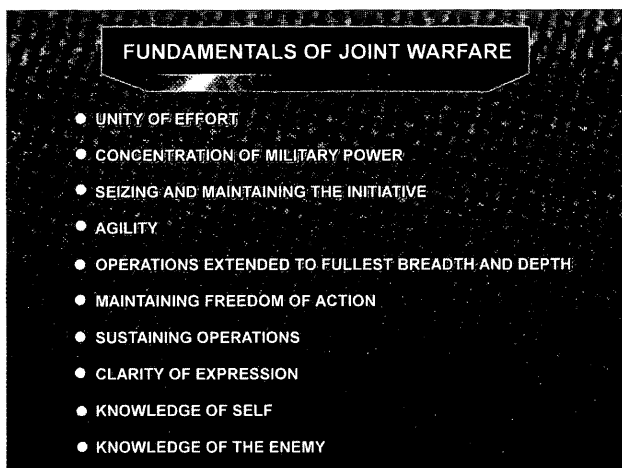 FUNDAMENTALS OF JOINT WARFARE
● UNITY OF EFFORT
● CONCENTRATION OF MILITARY POWER
● SEIZING AND MAINTAINING THE INITIATIVE
● AGILITY
● OPERATIONS EXTENDED TO FULLEST BREADTH AND DEPTH
● MAINTAINING FREEDOM OF ACTION
● SUSTAINING OPERATIONS
● CLARITY OF EXPRESSION
● KNOWLEDGE OF SELF
● KNOWLEDGE OF THE ENEMY